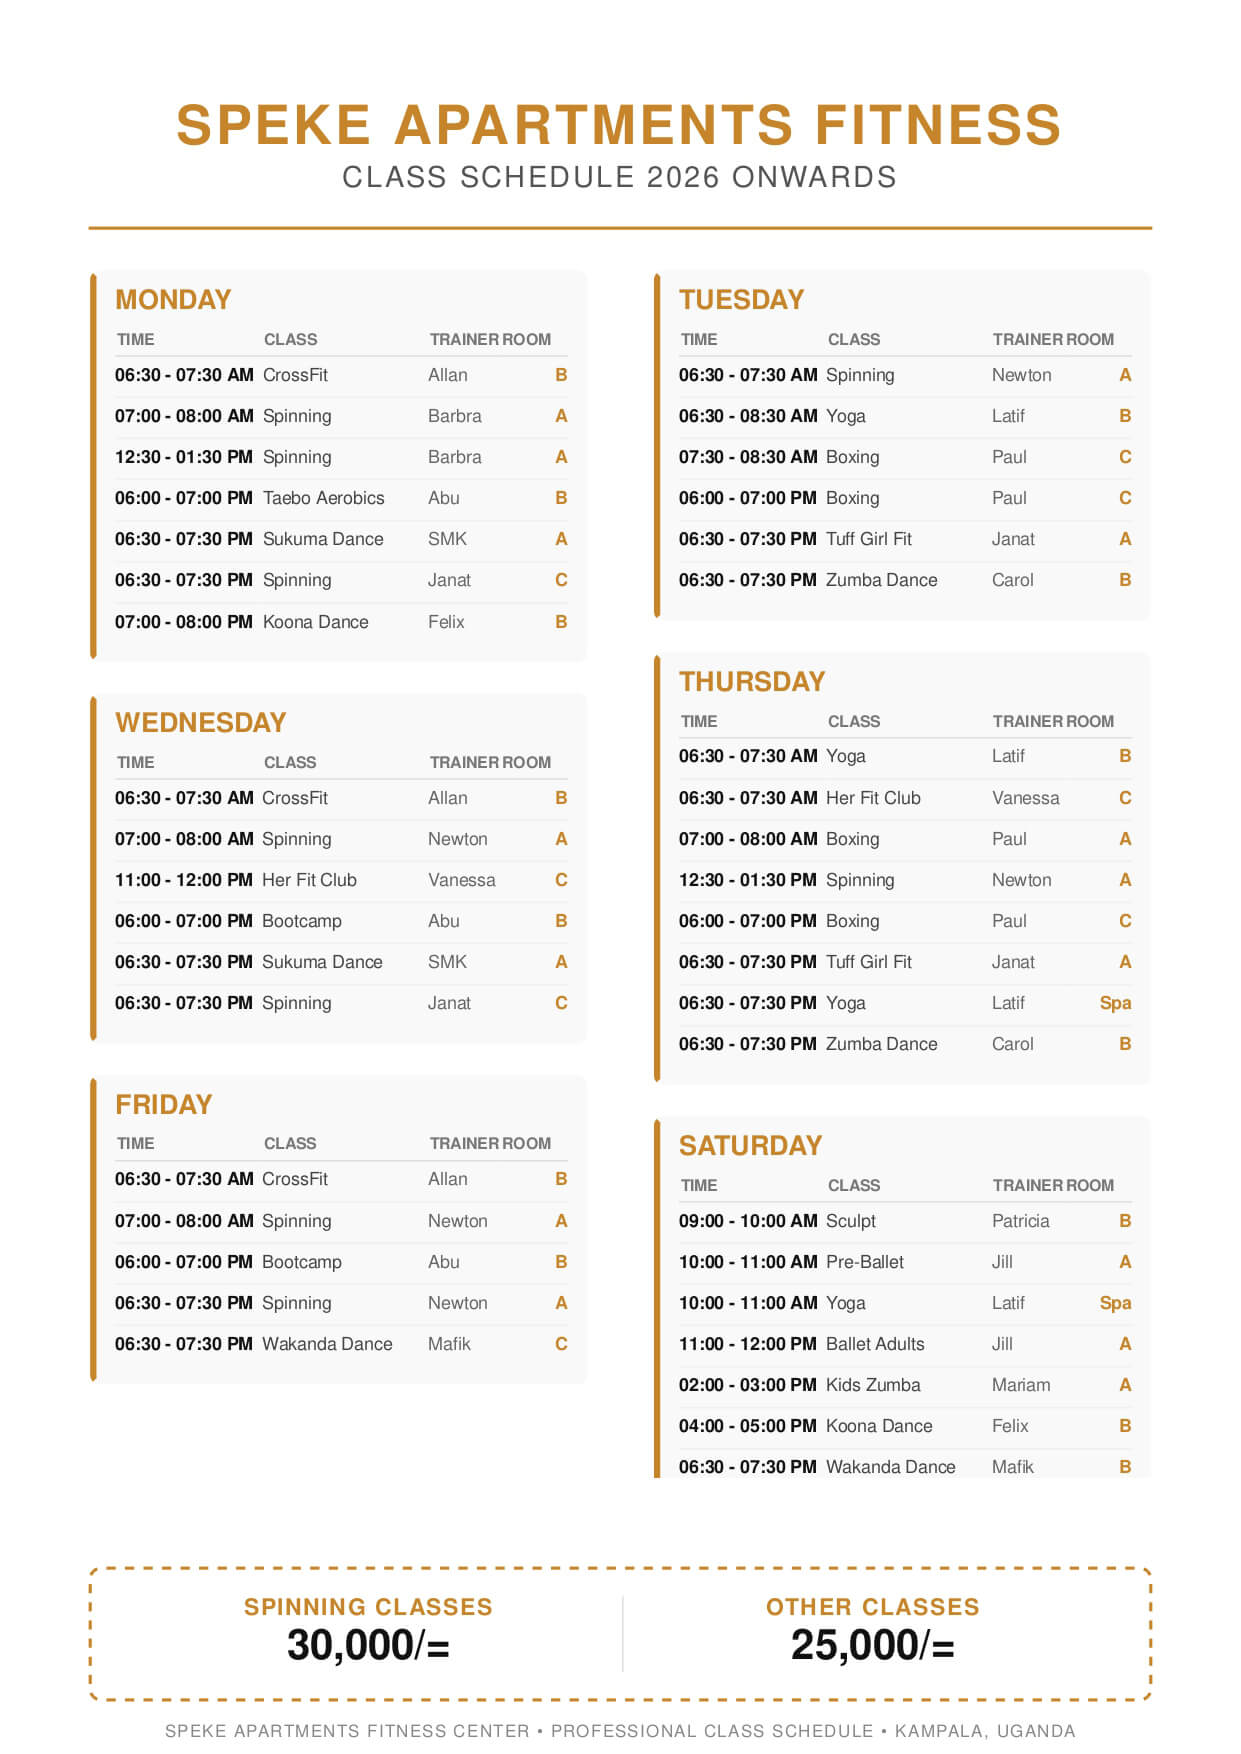 SPEKE APARTMENTS FITNESS
CLASS SCHEDULE 2026 ONWARDS
MONDAY
TIME CLASS TRAINER ROOM
06:30 - 07:30 AM CrossFit Allan B
07:00 - 08:00 AM Spinning Barbra A
12:30 - 01:30 PM Spinning Barbra A
06:00 - 07:00 PM Taebo Aerobics Abu B
06:30 - 07:30 PM Sukuma Dance SMK A
06:30 - 07:30 PM Spinning Janat C
07:00 - 08:00 PM Koona Dance Felix B
TUESDAY
TIME CLASS TRAINER ROOM
06:30 - 07:30 AM Spinning Newton A
06:30 - 08:30 AM Yoga Latif B
07:30 - 08:30 AM Boxing Paul C
06:00 - 07:00 PM Boxing Paul C
06:30 - 07:30 PM Tuff Girl Fit Janat A
06:30 - 07:30 PM Zumba Dance Carol B
WEDNESDAY
TIME CLASS TRAINER ROOM
06:30 - 07:30 AM CrossFit Allan B
07:00 - 08:00 AM Spinning Newton A
11:00 - 12:00 PM Her Fit Club Vanessa C
06:00 - 07:00 PM Bootcamp Abu B
06:30 - 07:30 PM Sukuma Dance SMK A
06:30 - 07:30 PM Spinning Janat C
THURSDAY
TIME CLASS TRAINER ROOM
06:30 - 07:30 AM Yoga Latif B
06:30 - 07:30 AM Her Fit Club Vanessa C
07:00 - 08:00 AM Boxing Paul A
12:30 - 01:30 PM Spinning Newton A
06:00 - 07:00 PM Boxing Paul C
06:30 - 07:30 PM Tuff Girl Fit Janat A
06:30 - 07:30 PM Yoga Latif Spa
06:30 - 07:30 PM Zumba Dance Carol B
FRIDAY
TIME CLASS TRAINER ROOM
06:30 - 07:30 AM CrossFit Allan B
07:00 - 08:00 AM Spinning Newton A
06:00 - 07:00 PM Bootcamp Abu B
06:30 - 07:30 PM Spinning Newton A
06:30 - 07:30 PM Wakanda Dance Mafik C
SATURDAY
TIME CLASS TRAINER ROOM
09:00 - 10:00 AM Sculpt Patricia B
10:00 - 11:00 AM Pre-Ballet Jill A
10:00 - 11:00 AM Yoga Latif Spa
11:00 - 12:00 PM Ballet Adults Jill A
02:00 - 03:00 PM Kids Zumba Mariam A
04:00 - 05:00 PM Koona Dance Felix B
06:30 - 07:30 PM Wakanda Dance Mafik B
SPINNING CLASSES
30,000/=
OTHER CLASSES
25,000/=
SPEKE APARTMENTS FITNESS CENTER • PROFESSIONAL CLASS SCHEDULE • KAMPALA, UGANDA